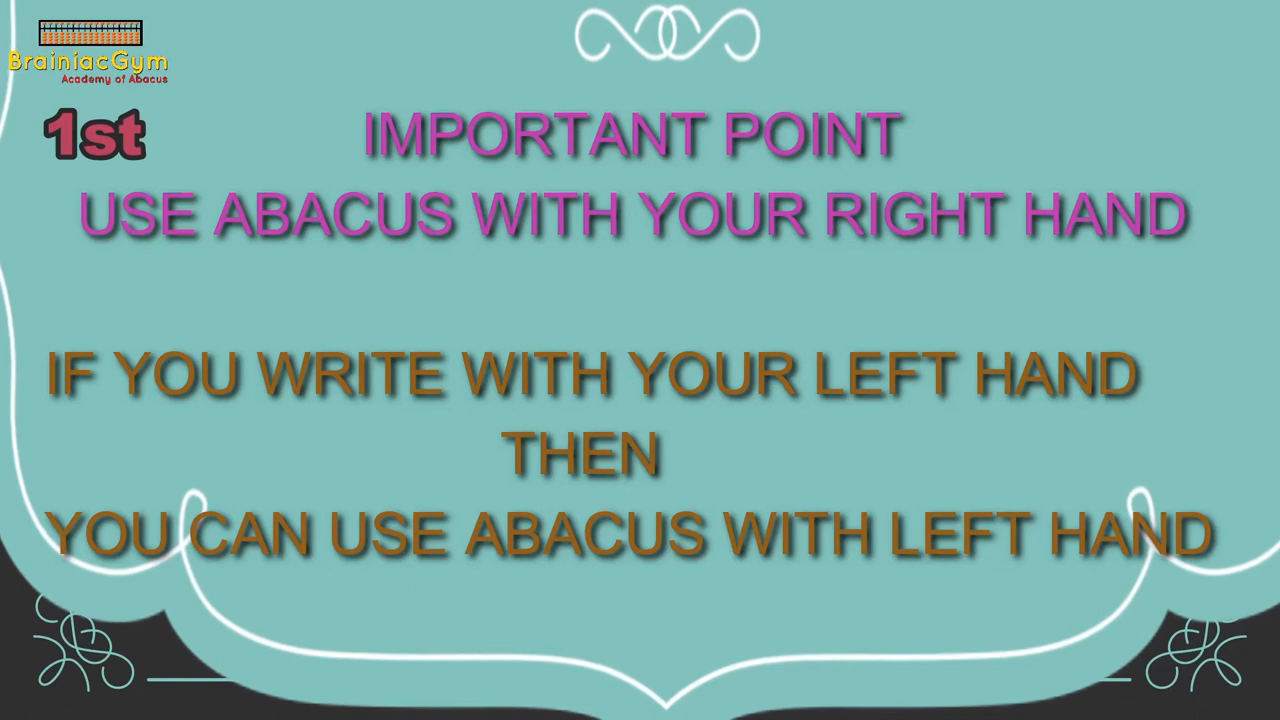 BrainiacGym
Academy of Abacus
1st IMPORTANT POINT
USE ABACUS WITH YOUR RIGHT HAND
IF YOU WRITE WITH YOUR LEFT HAND
THEN
YOU CAN USE ABACUS WITH LEFT HAND